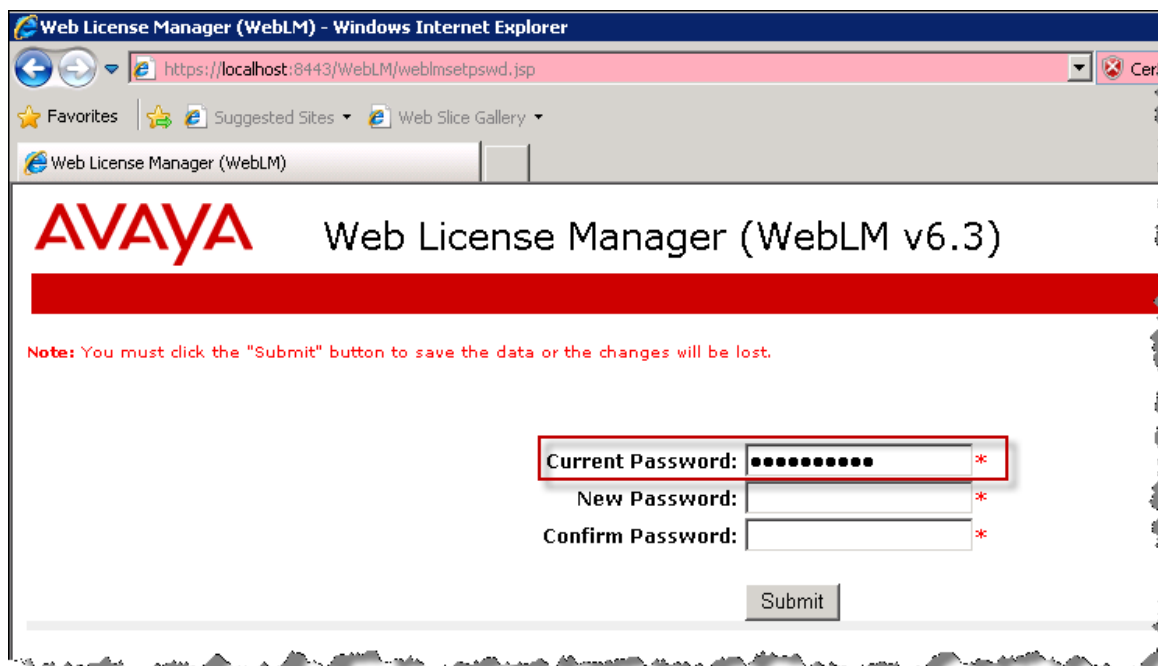 Web License Manager (WebLM) - Windows Internet Explorer
https://localhost:8443/WebLM/weblmsetpswd.jsp
Favorites Suggested Sites Web Slice Gallery
Web License Manager (WebLM)
AVAYA Web License Manager (WebLM v6.3)
Note: You must click the "Submit" button to save the data or the changes will be lost.
Current Password: •••••••••• *
New Password: *
Confirm Password: *
Submit